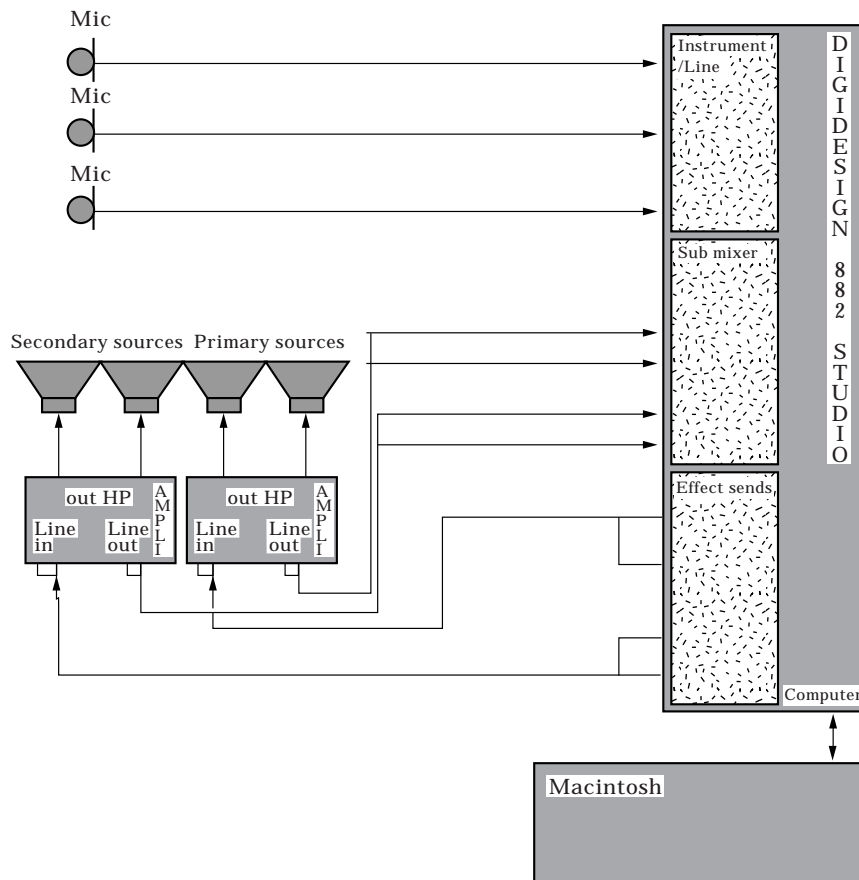 Mic
Mic
Mic
Instrument
/Line
DIGIDESIGN 882 STUDIO
Sub mixer
Secondary sources
Primary sources
out HP
AMPLI
Line
in
Line
out
out HP
AMPLI
Line
in
Line
out
Effect sends
Computer
Macintosh